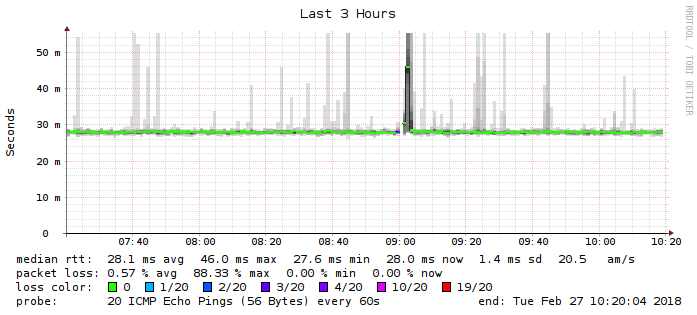 Last 3 Hours
RRDTOOL / TOBI OETIKER
Seconds
50 m
40 m
30 m
20 m
10 m
0
07:40 08:00 08:20 08:40 09:00 09:20 09:40 10:00 10:20
median rtt: 28.1 ms avg 46.0 ms max 27.6 ms min 28.0 ms now 1.4 ms sd 20.5 am/s
packet loss: 0.57 % avg 88.33 % max 0.00 % min 0.00 % now
loss color: 0 1/20 2/20 3/20 4/20 10/20 19/20
probe: 20 ICMP Echo Pings (56 Bytes) every 60s end: Tue Feb 27 10:20:04 2018